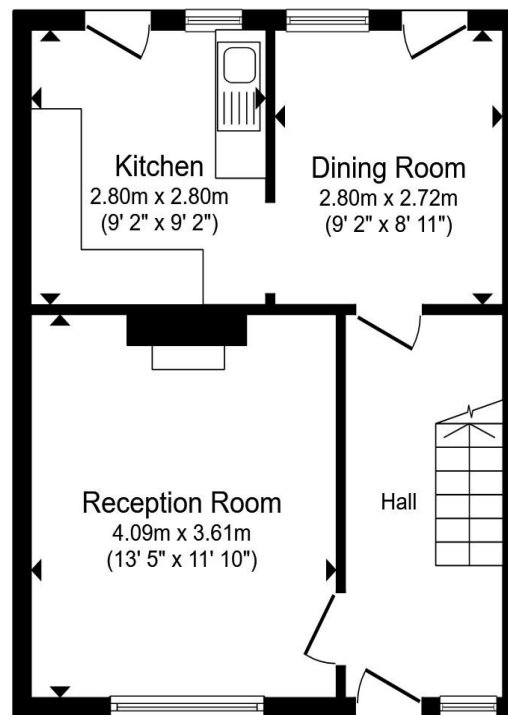 Kitchen
2.80m x 2.80m
(9' 2" x 9' 2")
Dining Room
2.80m x 2.72m
(9' 2" x 8' 11")
Reception Room
4.09m x 3.61m
(13' 5" x 11' 10")
Hall